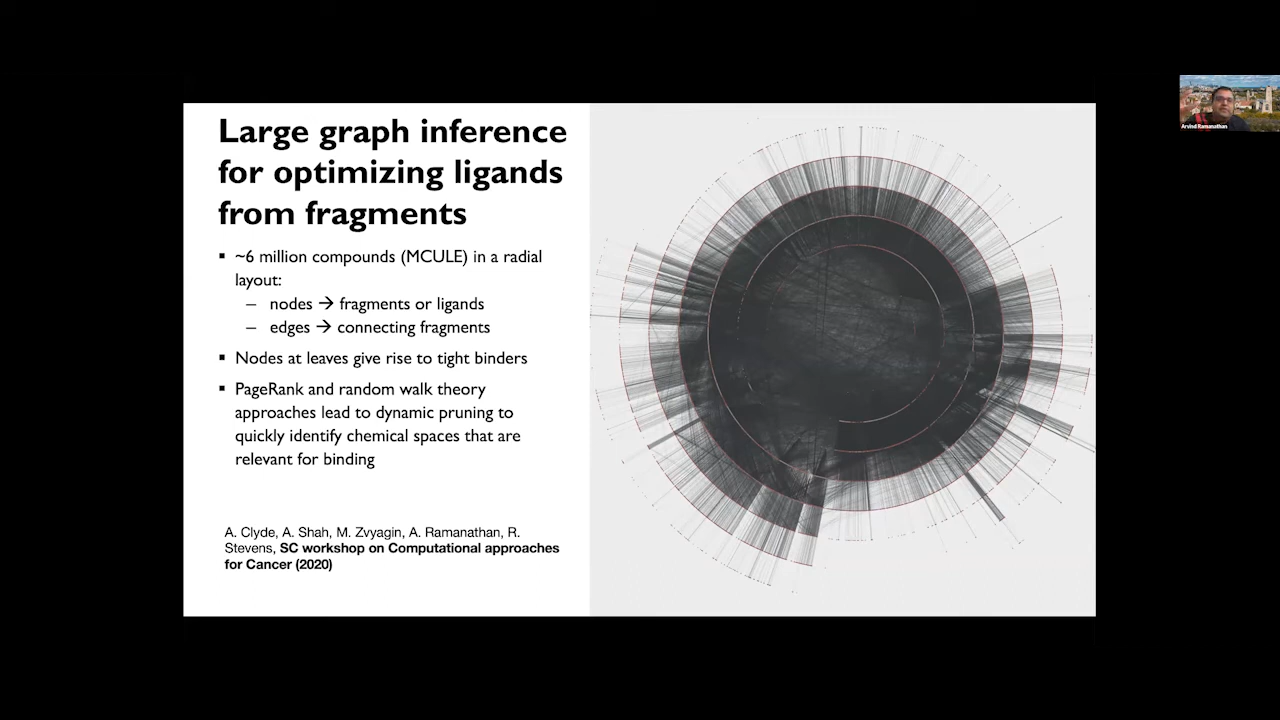 Large graph inference
for optimizing ligands
from fragments
▪ ~6 million compounds (MCULE) in a radial
layout:
– nodes → fragments or ligands
– edges → connecting fragments
▪ Nodes at leaves give rise to tight binders
▪ PageRank and random walk theory
approaches lead to dynamic pruning to
quickly identify chemical spaces that are
relevant for binding
A. Clyde, A. Shah, M. Zvyagin, A. Ramanathan, R.
Stevens, SC workshop on Computational approaches
for Cancer (2020)
Arvind Ramanathan